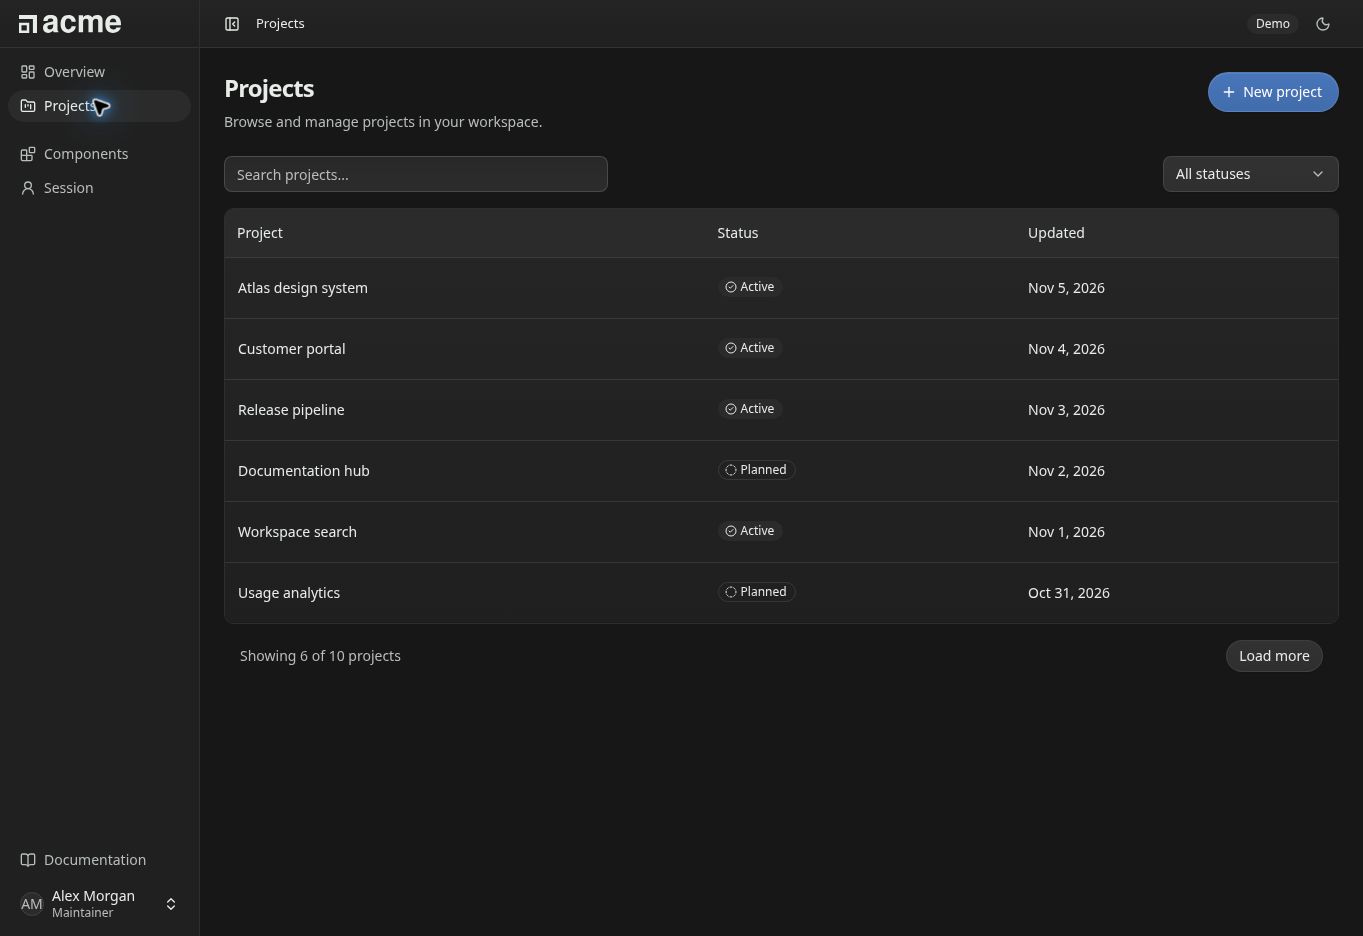 acme
Projects
Demo
Overview
Projects
Components
Session
Projects
New project
Browse and manage projects in your workspace.
Search projects...
All statuses
Project Status Updated
Atlas design system Active Nov 5, 2026
Customer portal Active Nov 4, 2026
Release pipeline Active Nov 3, 2026
Documentation hub Planned Nov 2, 2026
Workspace search Active Nov 1, 2026
Usage analytics Planned Oct 31, 2026
Showing 6 of 10 projects
Load more
Documentation
AM
Alex Morgan
Maintainer